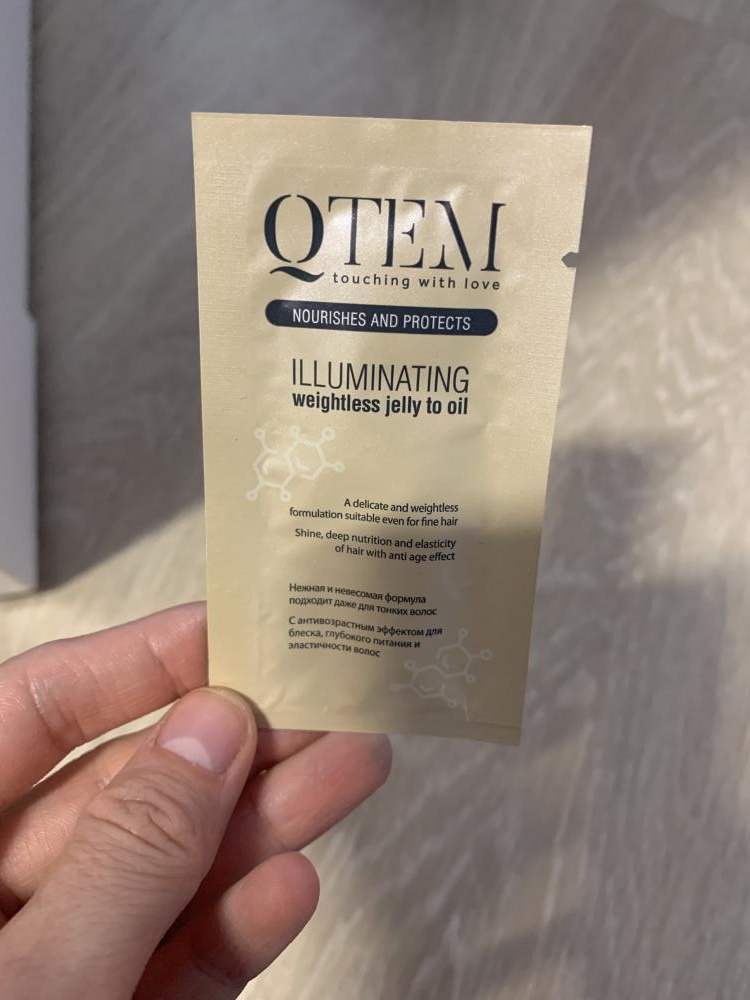 QTEM
touching with love
NOURISHES AND PROTECTS
ILLUMINATING
weightless jelly to oil
A delicate and weightless
formulation suitable even for fine hair
Shine, deep nutrition and elasticity
of hair with anti age effect
Нежная и невесомая формула
подходит даже для тонких волос
С антивозрастным эффектом для
блеска, глубокого питания и
эластичности волос